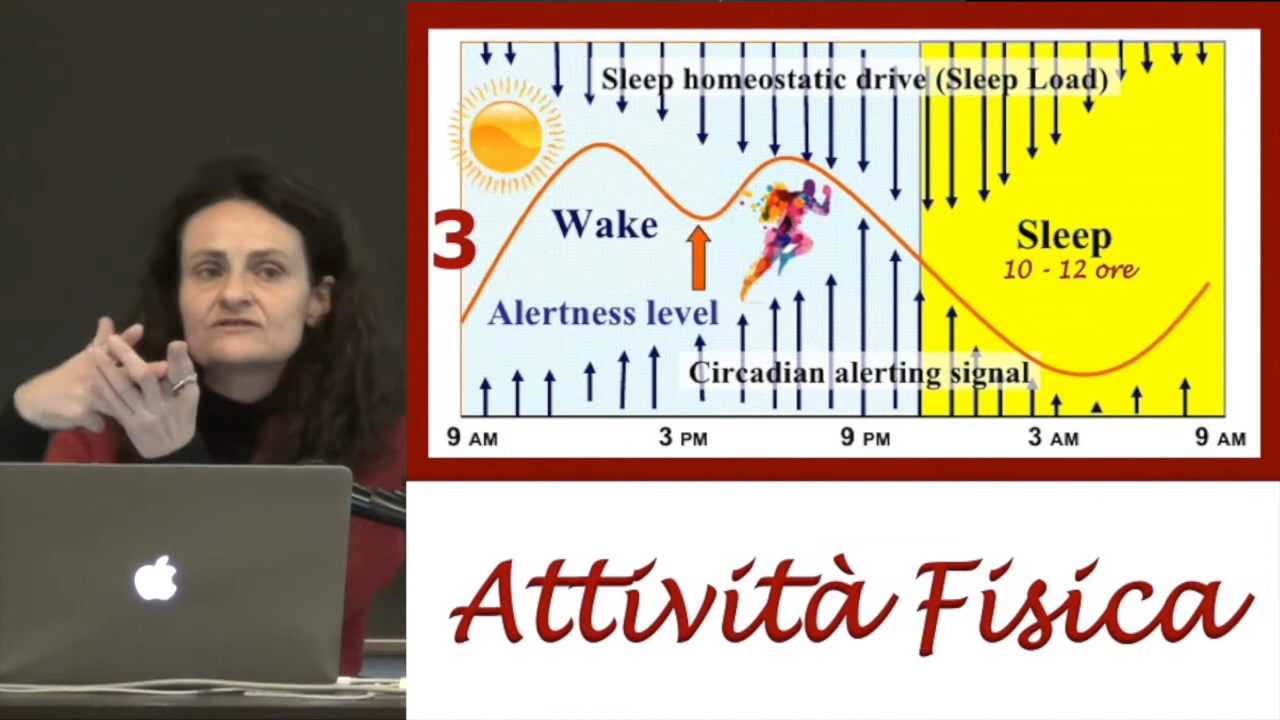 Sleep homeostatic drive (Sleep Load)
3
Wake
Sleep
10 - 12 ore
Alertness level
Circadian alerting signal
9 AM 3 PM 9 PM 3 AM 9 AM
Attività Fisica